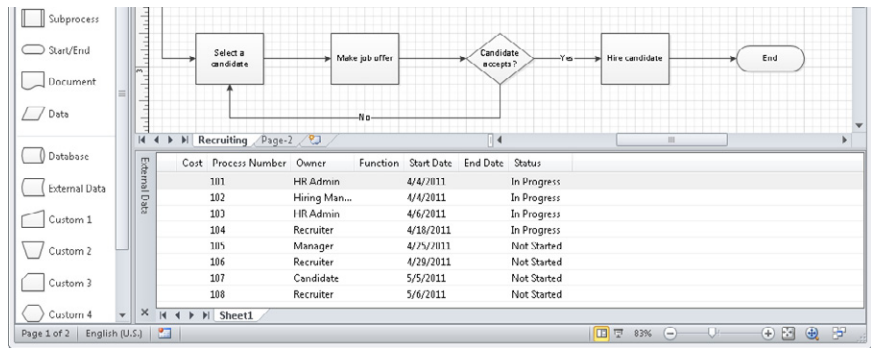 Subprocess
Start/End
Document
Data
Database
External Data
Custom 1
Custom 2
Custom 3
Custom 4
Select a
candidate
Make job offer
Candidate
accepts?
Yes
Hire candidate
End
No
Recruiting Page-2
External Data
Cost Process Number Owner Function Start Date End Date Status
101 HR Admin 4/4/2011 In Progress
102 Hiring Man... 4/4/2011 In Progress
103 HR Admin 4/6/2011 In Progress
104 Recruiter 4/18/2011 In Progress
105 Manager 4/25/2011 Not Started
106 Recruiter 4/29/2011 Not Started
107 Candidate 5/5/2011 Not Started
108 Recruiter 5/6/2011 Not Started
Sheet1
Page 1 of 2 English (U.S.) 83%